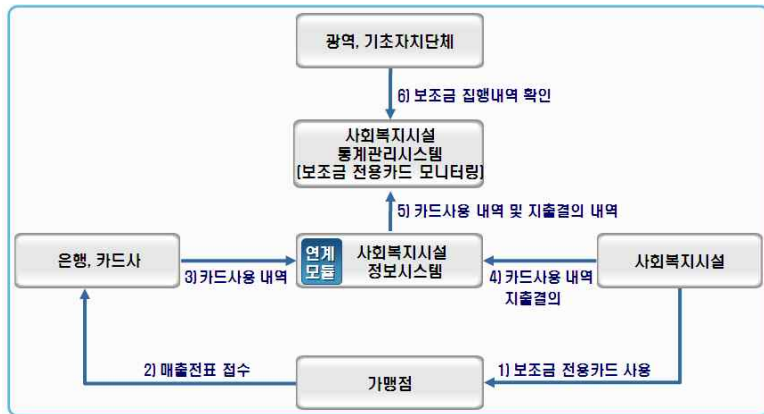 광역, 기초자치단체
6) 보조금 집행내역 확인
사회복지시설
통계관리시스템
(보조금 전용카드 모니터링)
5) 카드사용 내역 및 지출결의 내역
은행, 카드사
3) 카드사용 내역
연계
모듈
사회복지시설
정보시스템
4) 카드사용 내역
지출결의
사회복지시설
2) 매출전표 접수
가맹점
1) 보조금 전용카드 사용